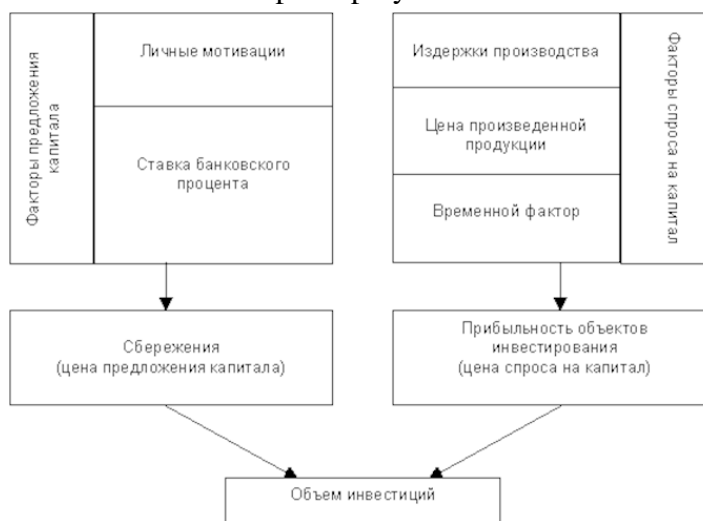 Факторы предложения
капитала
Личные мотивации
Ставка банковского
процента
Издержки производства
Цена произведенной
продукции
Временной фактор
Факторы спроса на
капитал
Сбережения
(цена предложения капитала)
Прибыльность объектов
инвестирования
(цена спроса на капитал)
Объем инвестиций